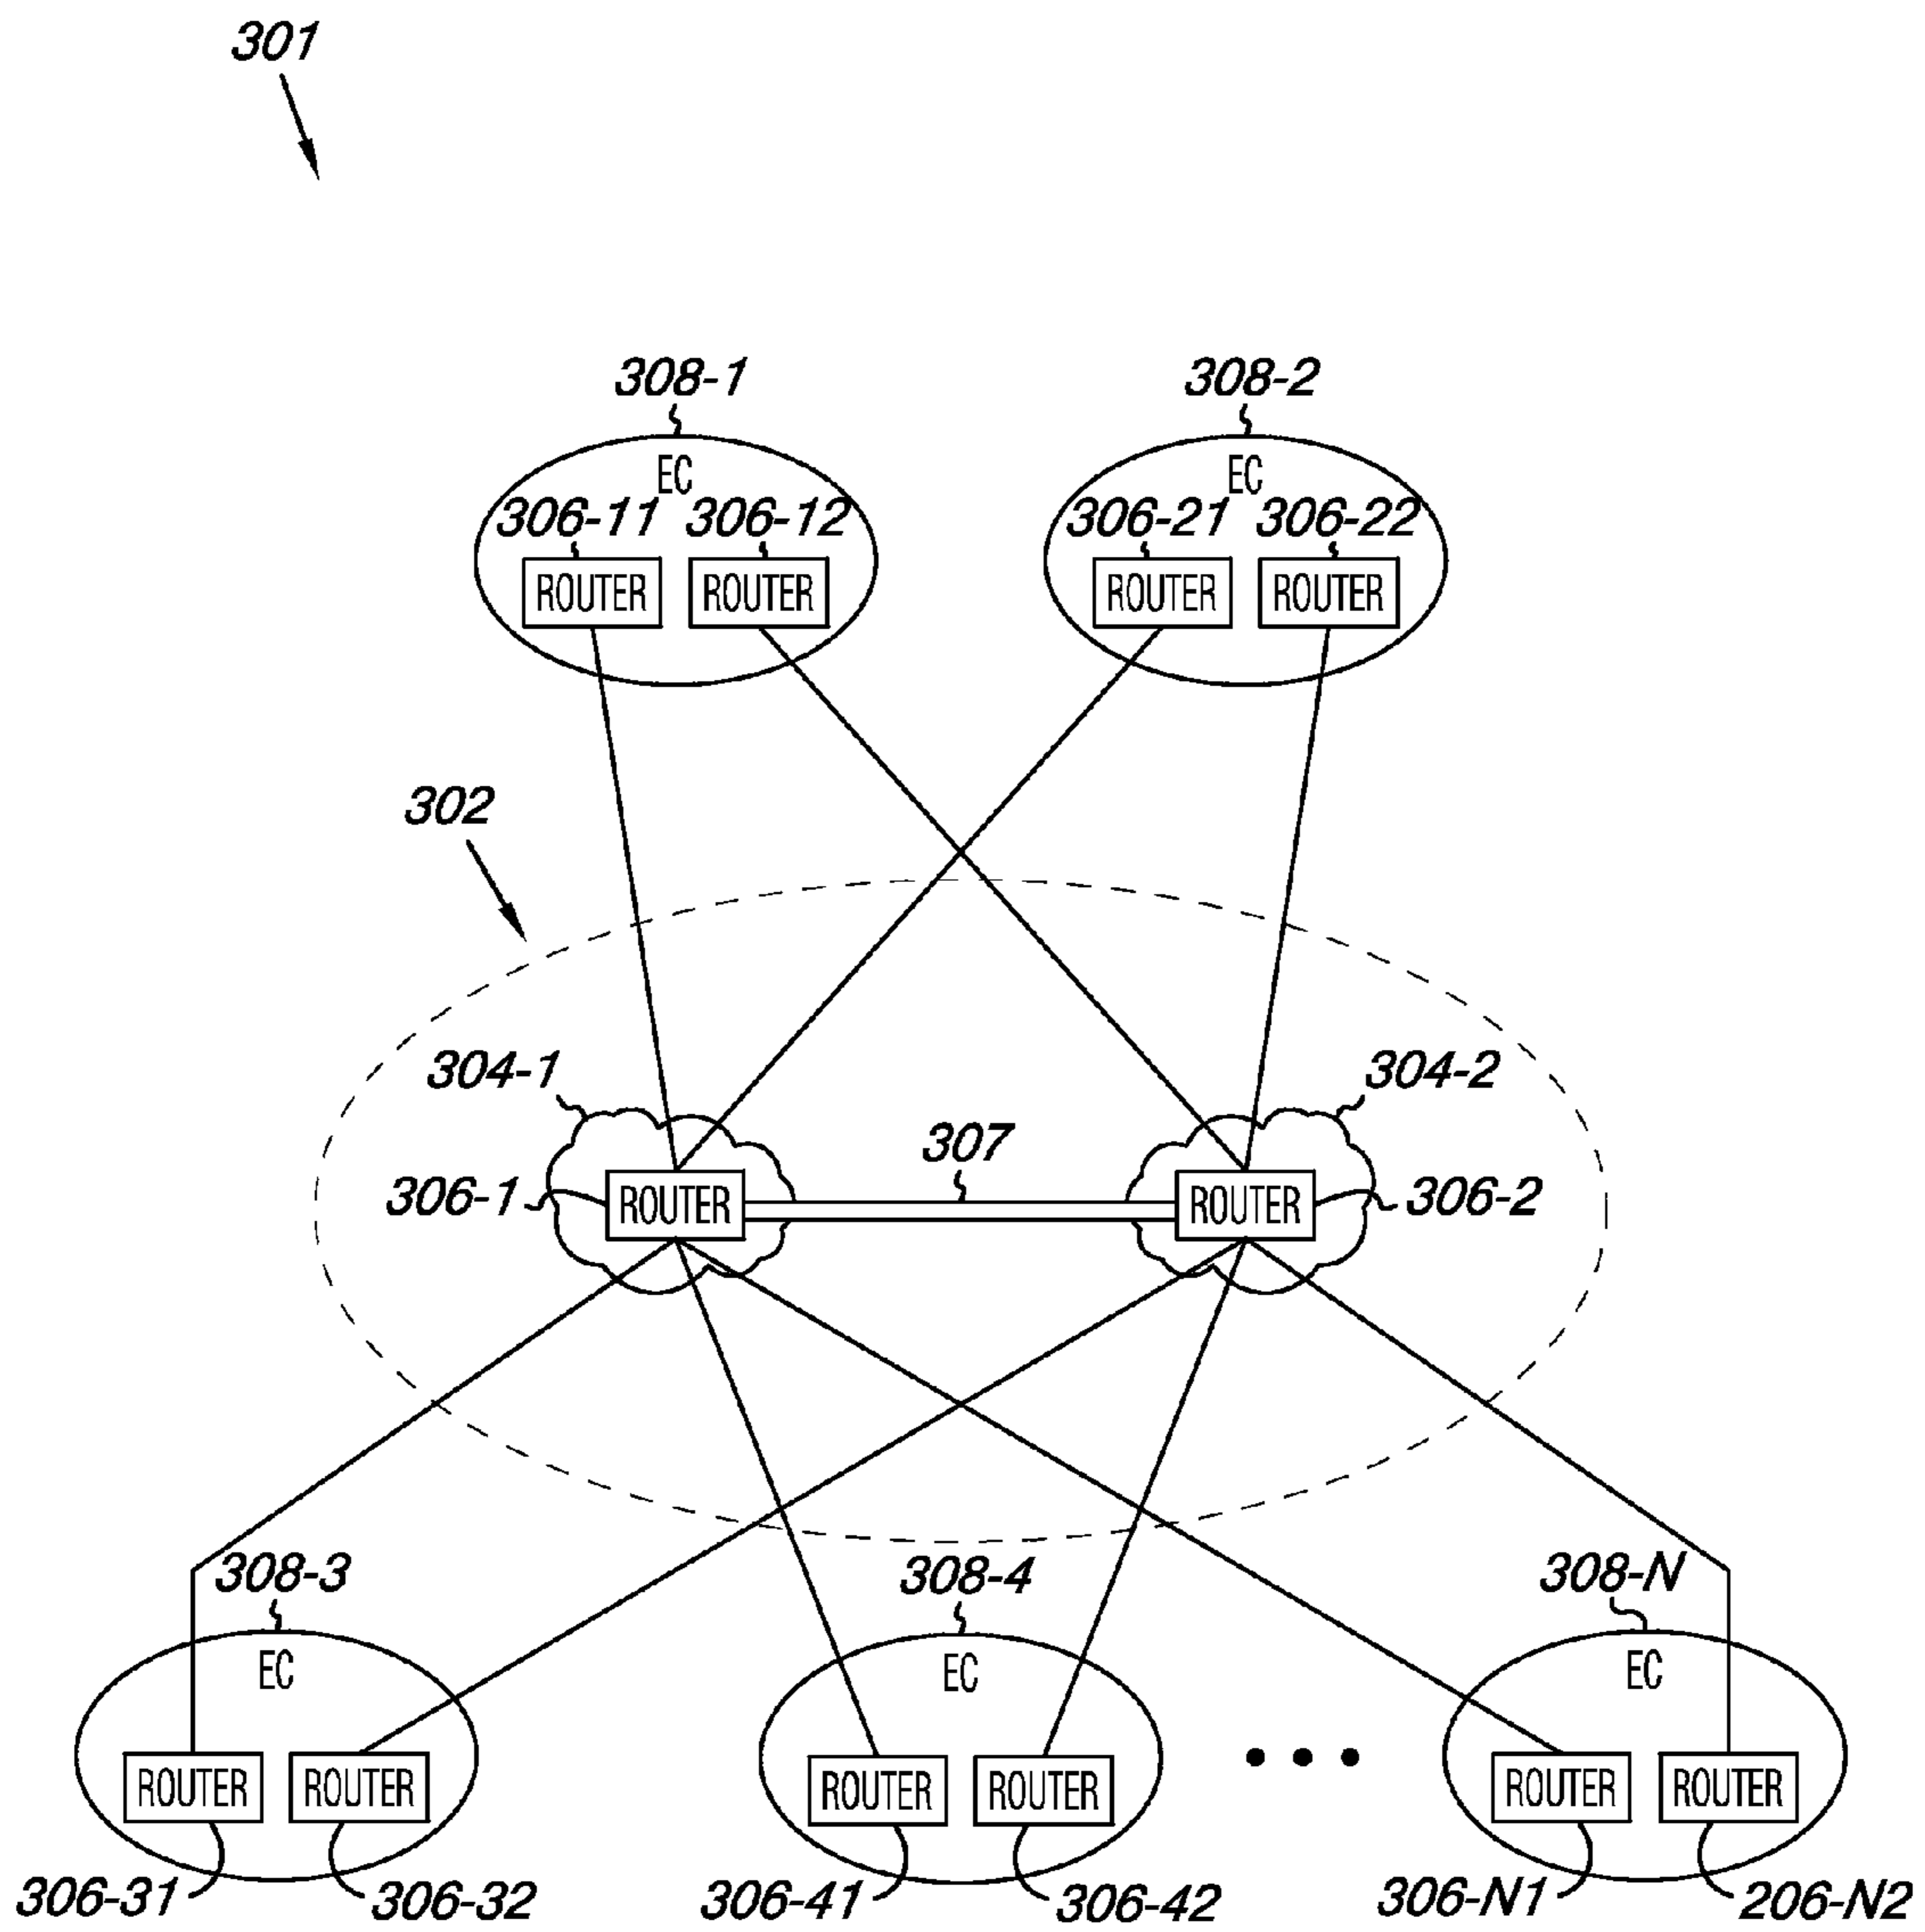 301
308-1 308-2
EC EC
306-11 306-12 306-21 306-22
ROUTER ROUTER ROUTER ROUTER
302
304-1 304-2
307
306-1 ROUTER ROUTER 306-2
308-3 308-4 308-N
EC EC EC
ROUTER ROUTER ROUTER ROUTER ROUTER ROUTER
306-31 306-32 306-41 306-42 306-N1 206-N2